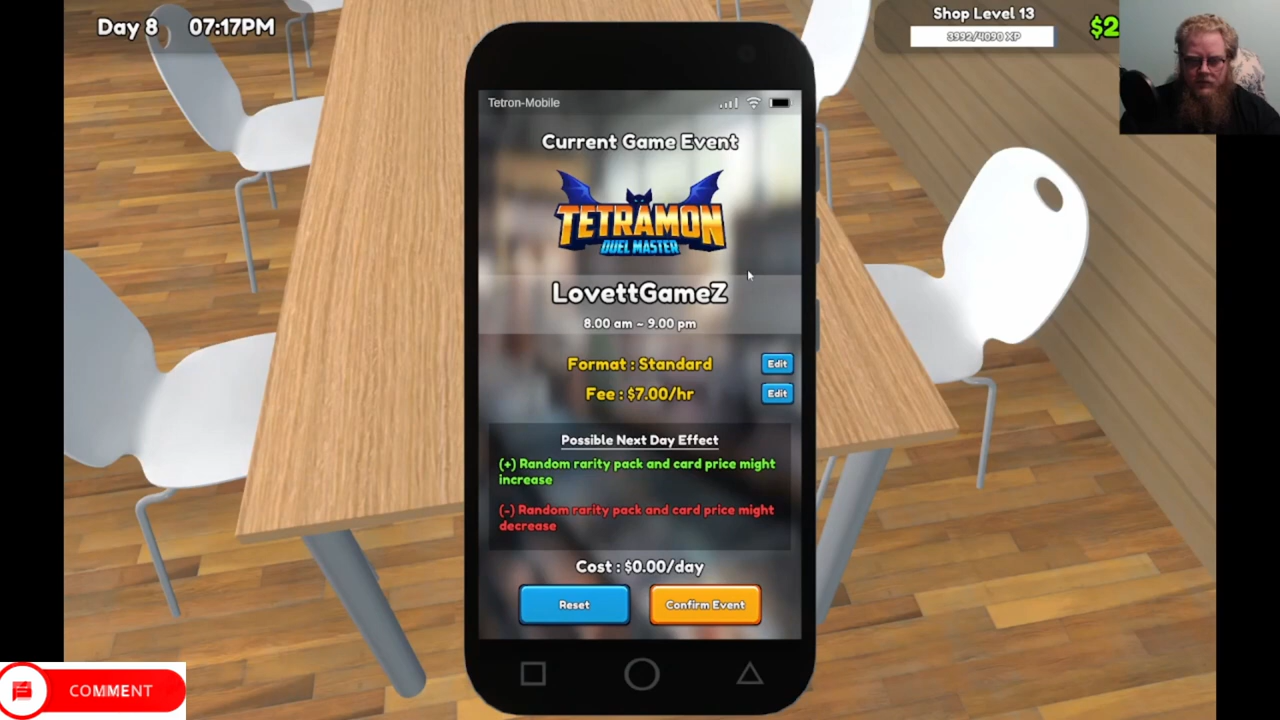 Day 8 07:17PM
Shop Level 13
3992/4090 XP
$2
Tetron-Mobile
Current Game Event
TETRAMON
DUEL MASTER
LovettGameZ
8.00 am ~ 9.00 pm
Format : Standard Edit
Fee : $7.00/hr Edit
Possible Next Day Effect
(+) Random rarity pack and card price might
increase
(-) Random rarity pack and card price might
decrease
Cost : $0.00/day
Reset Confirm Event
COMMENT